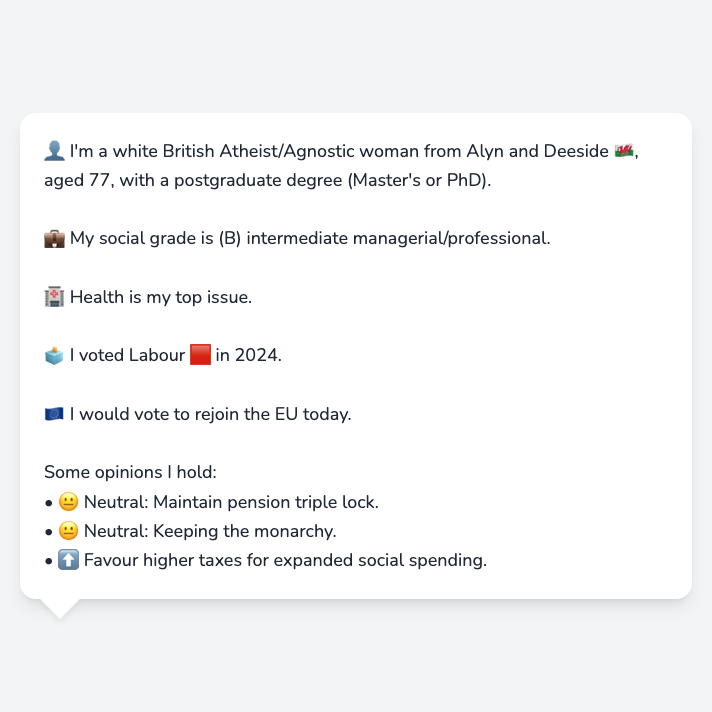 👤 I'm a white British Atheist/Agnostic woman from Alyn and Deeside 🏴󠁧󠁢󠁷󠁬󠁳󠁿,
aged 77, with a postgraduate degree (Master's or PhD).
💼 My social grade is (B) intermediate managerial/professional.
🏥 Health is my top issue.
🗳️ I voted Labour 🟥 in 2024.
🇪🇺 I would vote to rejoin the EU today.
Some opinions I hold:
• 😐 Neutral: Maintain pension triple lock.
• 😐 Neutral: Keeping the monarchy.
• ⬆️ Favour higher taxes for expanded social spending.